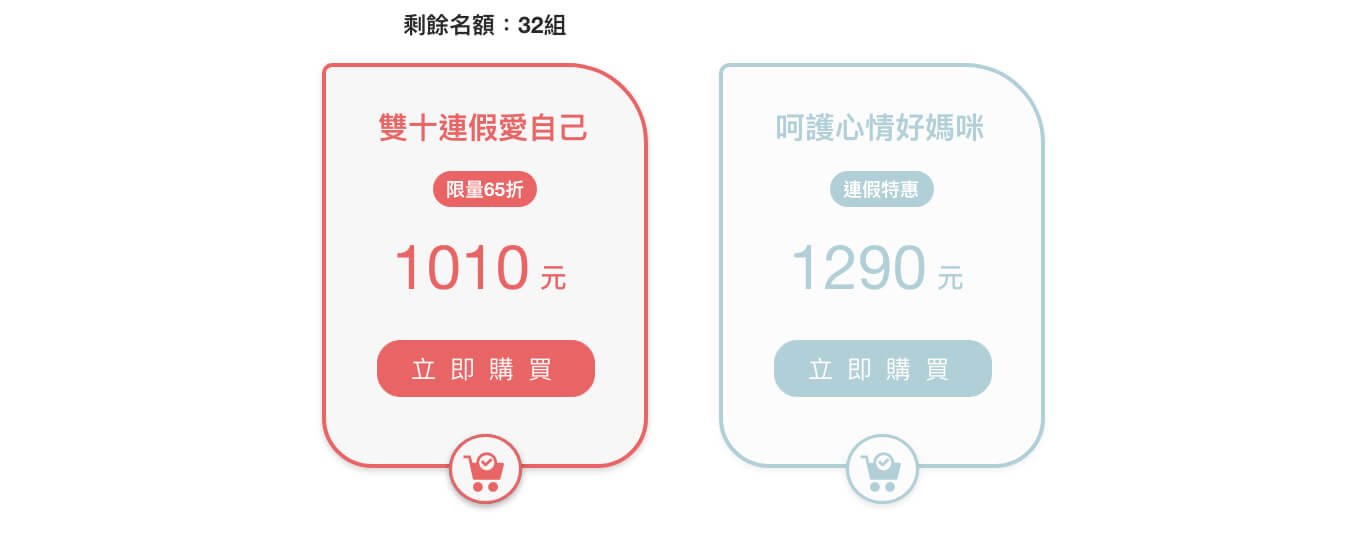 剩餘名額：32組
雙十連假愛自己
限量65折
1010 元
立即購買
呵護心情好媽咪
連假特惠
1290 元
立即購買